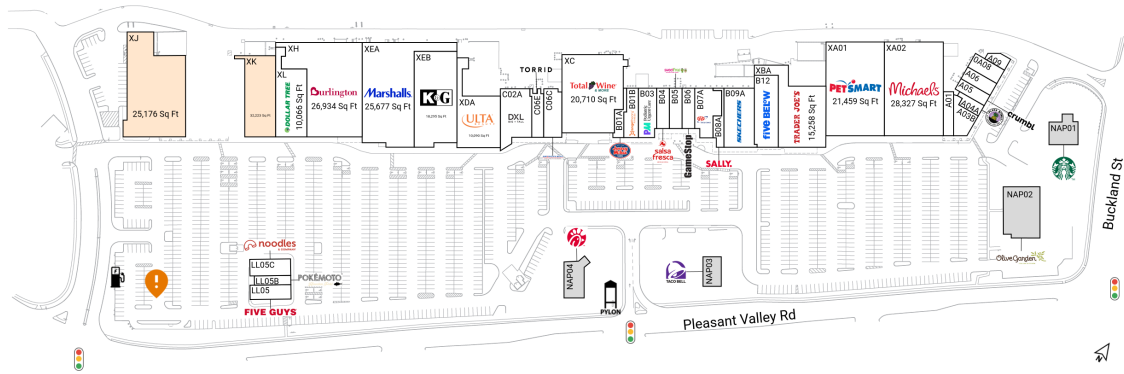 XJ
25,176 Sq Ft
XK
XL
DOLLAR TREE
10,066 Sq Ft
XH
Burlington
26,934 Sq Ft
XEA
Marshalls
25,677 Sq Ft
XEB
K&G
XDA
ULTA
BEAUTY
C02A
DXL
TORRID
C06E
C06C
XC
Total Wine
& MORE
20,710 Sq Ft
B01A
B01B
B03
B04
B05
B06
B07A
B08A
B09A
SKECHERS
XBA
B12
five BELOW
TRADER JOE'S
15,258 Sq Ft
XA01
PETSMART
21,459 Sq Ft
XA02
Michaels
28,327 Sq Ft
A01
A09
0A08
A06
A05
A04A
A03B
crumbl
NAP01
NAP02
Olive Garden
Buckland St
salsa
fresca
GameStop
SALLY.
noodles
LL05C
LL05B
LL05
POKÉMOTO
FIVE GUYS
NAP04
PYLON
TACO BELL
NAP03
Pleasant Valley Rd